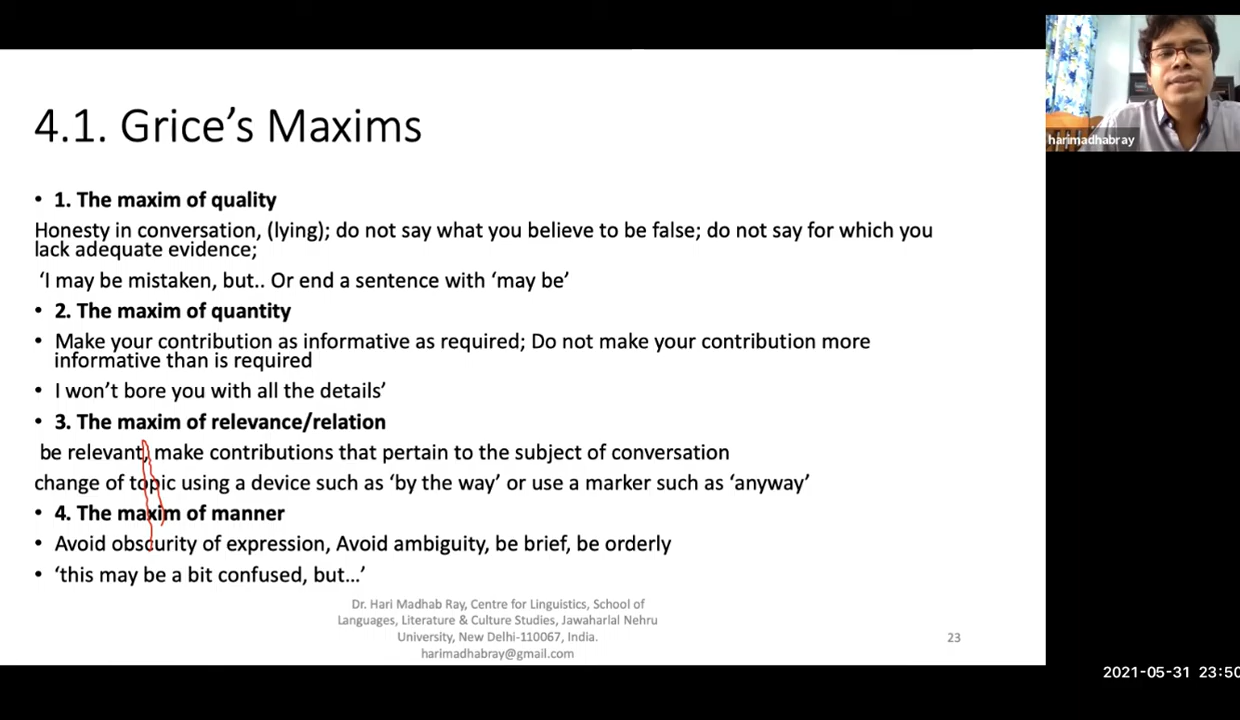 4.1. Grice’s Maxims
harimadhabray
• 1. The maxim of quality
Honesty in conversation, (lying); do not say what you believe to be false; do not say for which you
lack adequate evidence;
‘I may be mistaken, but.. Or end a sentence with ‘may be’
• 2. The maxim of quantity
• Make your contribution as informative as required; Do not make your contribution more
informative than is required
• I won’t bore you with all the details’
• 3. The maxim of relevance/relation
be relevant, make contributions that pertain to the subject of conversation
change of topic using a device such as ‘by the way’ or use a marker such as ‘anyway’
• 4. The maxim of manner
• Avoid obscurity of expression, Avoid ambiguity, be brief, be orderly
• ‘this may be a bit confused, but...’
Dr. Hari Madhab Ray, Centre for Linguistics, School of
Languages, Literature & Culture Studies, Jawaharlal Nehru
University, New Delhi-110067, India.
harimadhabray@gmail.com
23
2021-05-31 23:50